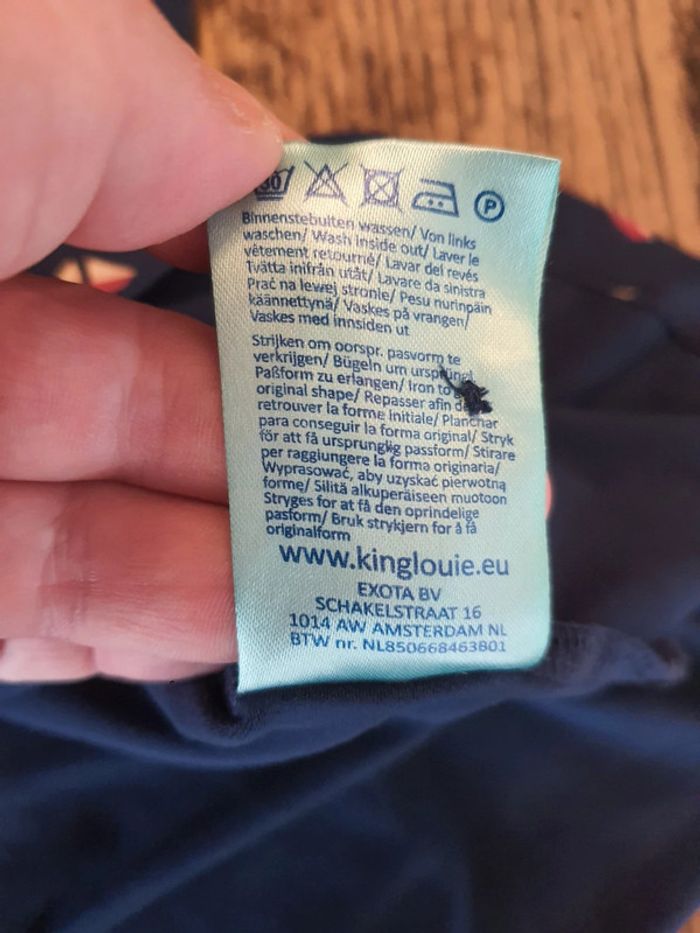 30
P
Binnenstebuiten wassen/ Von links
waschen/ Wash inside out/ Laver le
vêtement retourné/ Lavar del revés
Tvätta inifrån utåt/ Lavare da sinistra
Prać na lewej stronie/ Pesu nurinpäin
käännettynä/ Vaskes på vrangen/
Vaskes med innsiden ut
Strijken om oorspr. pasvorm te
verkrijgen/ Bügeln um
Paßform zu erlangen/ Iron to
original shape/ Repasser afin
retrouver la forme initiale/ Planchar
para conseguir la forma original/ Stryk
för att få ursprunglig passform/ Stirare
per raggiungere la forma originaria/
Wyprasować, aby uzyskać pierwotną
formę/ Silitä alkuperäiseen muotoon
Stryges for at få den oprindelige
pasform/ Bruk strykjern for å få
originalform
www.kinglouie.eu
EXOTA BV
SCHAKELSTRAAT 16
1014 AW AMSTERDAM NL
BTW nr. NL850668463B01